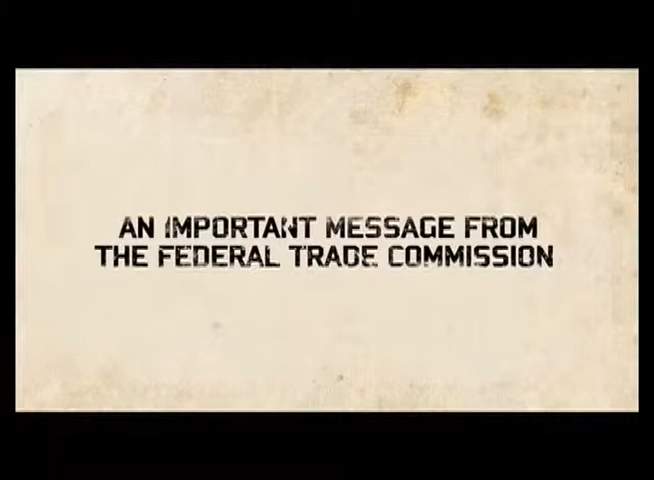 AN IMPORTANT MESSAGE FROM
THE FEDERAL TRADE COMMISSION